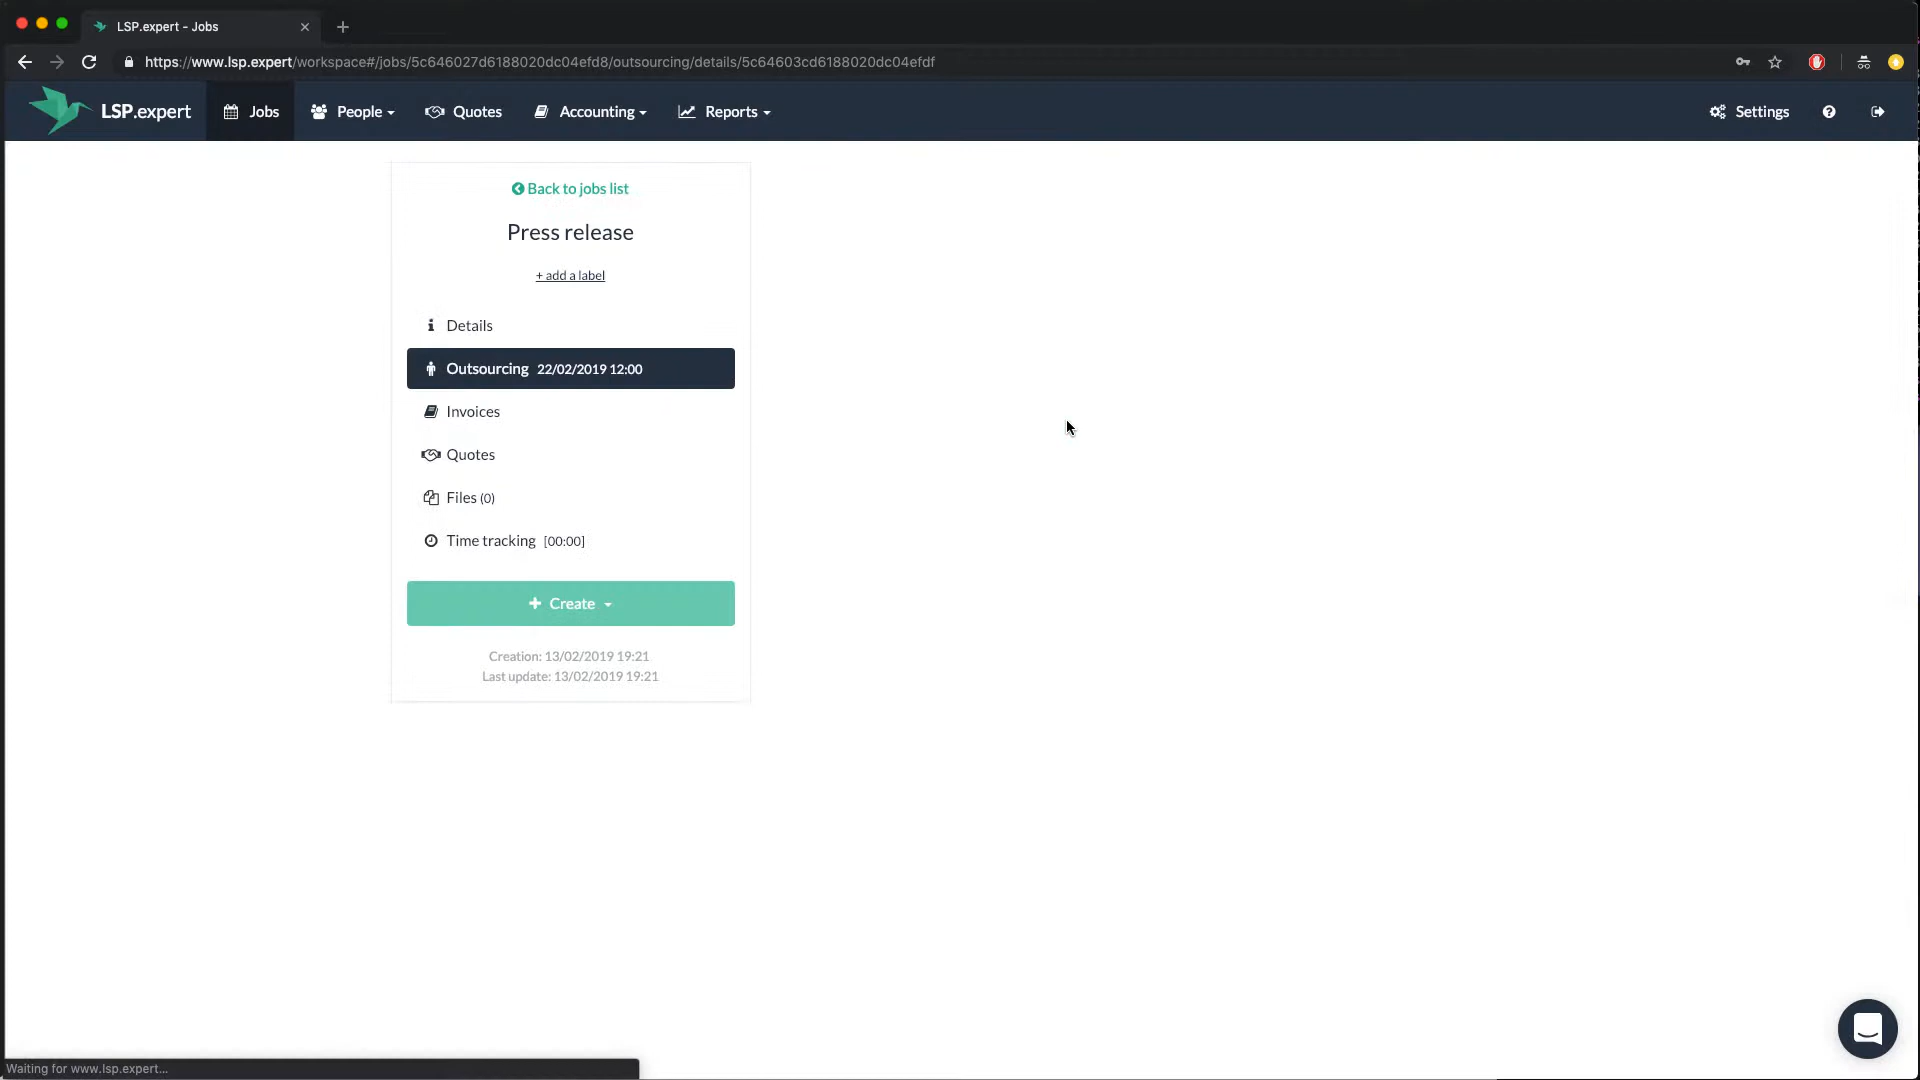 LSP.expert - Jobs
https://www.lsp.expert/workspace#/jobs/5c646027d6188020dc04efd8/outsourcing/details/5c64603cd6188020dc04efdf
LSP.expert Jobs People Quotes Accounting Reports Settings
Back to jobs list
Press release
+ add a label
Details
Outsourcing 22/02/2019 12:00
Invoices
Quotes
Files (0)
Time tracking [00:00]
+ Create
Creation: 13/02/2019 19:21
Last update: 13/02/2019 19:21
Waiting for www.lsp.expert...